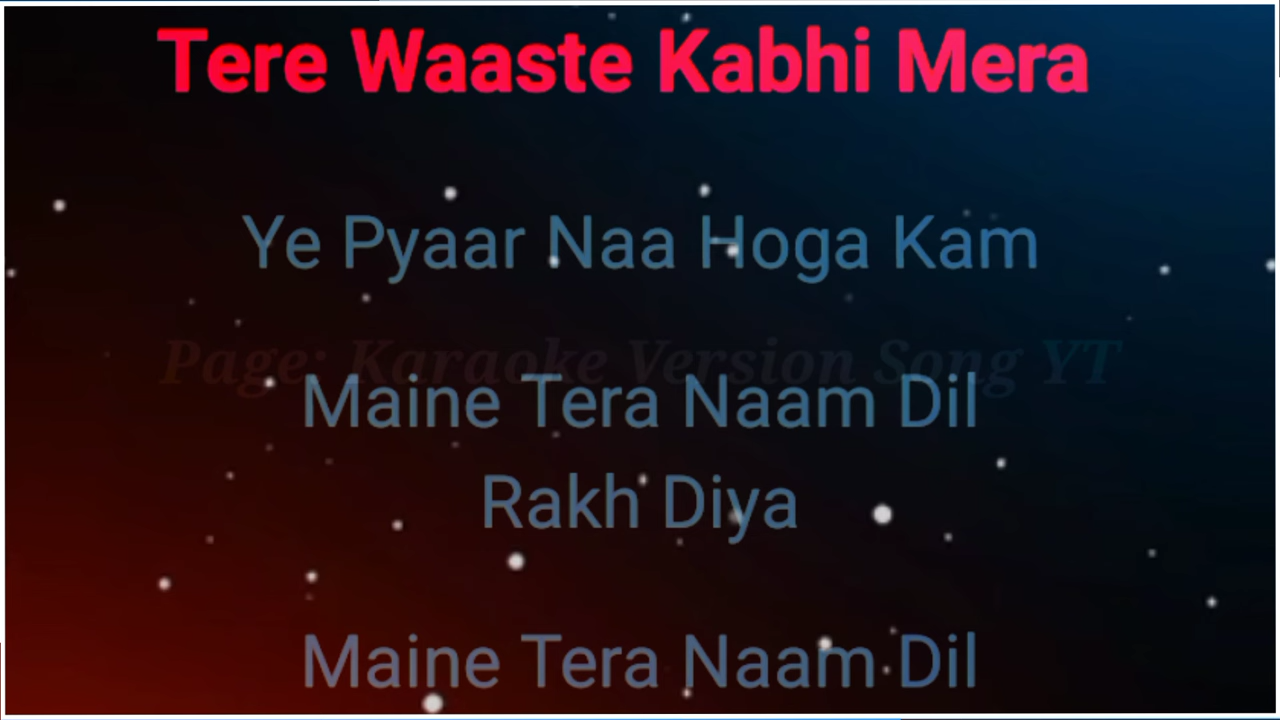 Tere Waaste Kabhi Mera
Ye Pyaar Naa Hoga Kam
Page: Karaoke Version Song YT
Maine Tera Naam Dil
Rakh Diya
Maine Tera Naam Dil